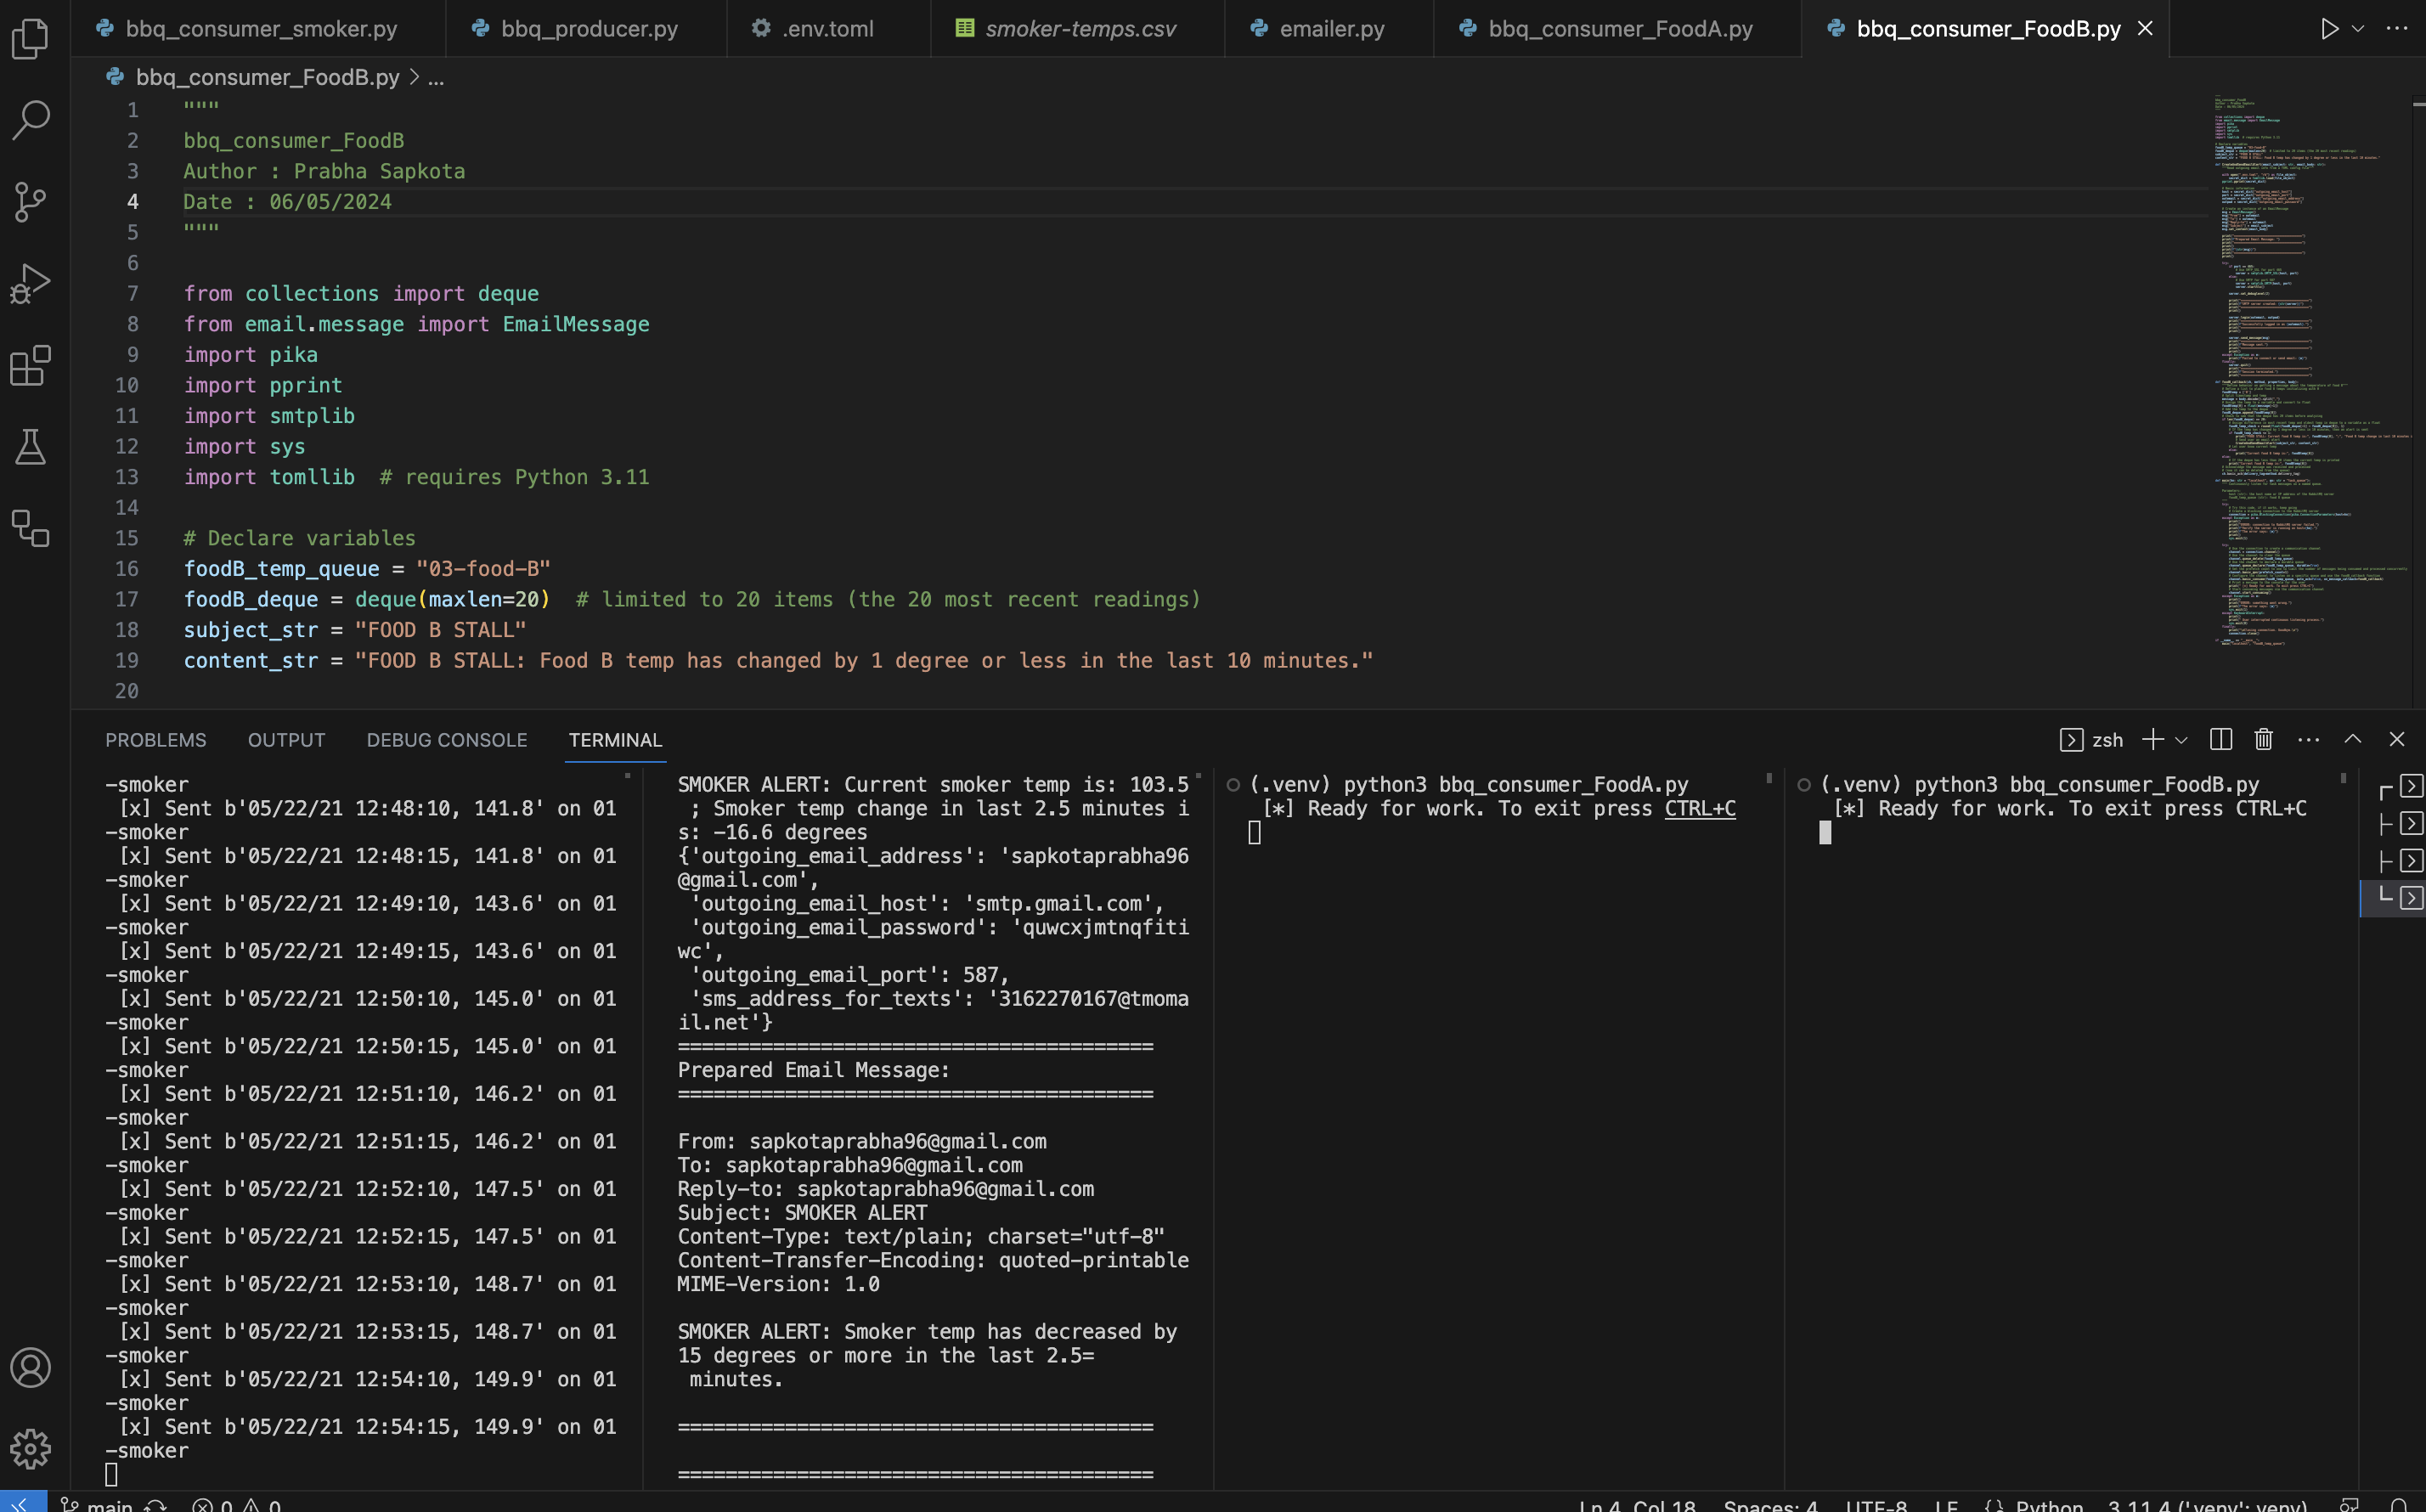 bbq_consumer_smoker.py
bbq_producer.py
.env.toml
smoker-temps.csv
emailer.py
bbq_consumer_FoodA.py
bbq_consumer_FoodB.py
bbq_consumer_FoodB.py > ...
1 """
2 bbq_consumer_FoodB
3 Author : Prabha Sapkota
4 Date : 06/05/2024
5 """
6
7 from collections import deque
8 from email.message import EmailMessage
9 import pika
10 import pprint
11 import smtplib
12 import sys
13 import tomllib  # requires Python 3.11
14
15 # Declare variables
16 foodB_temp_queue = "03-food-B"
17 foodB_deque = deque(maxlen=20)  # limited to 20 items (the 20 most recent readings)
18 subject_str = "FOOD B STALL"
19 content_str = "FOOD B STALL: Food B temp has changed by 1 degree or less in the last 10 minutes."
20
PROBLEMS OUTPUT DEBUG CONSOLE TERMINAL
zsh
-smoker
[x] Sent b'05/22/21 12:48:10, 141.8' on 01
-smoker
[x] Sent b'05/22/21 12:48:15, 141.8' on 01
-smoker
[x] Sent b'05/22/21 12:49:10, 143.6' on 01
-smoker
[x] Sent b'05/22/21 12:49:15, 143.6' on 01
-smoker
[x] Sent b'05/22/21 12:50:10, 145.0' on 01
-smoker
[x] Sent b'05/22/21 12:50:15, 145.0' on 01
-smoker
[x] Sent b'05/22/21 12:51:10, 146.2' on 01
-smoker
[x] Sent b'05/22/21 12:51:15, 146.2' on 01
-smoker
[x] Sent b'05/22/21 12:52:10, 147.5' on 01
-smoker
[x] Sent b'05/22/21 12:52:15, 147.5' on 01
-smoker
[x] Sent b'05/22/21 12:53:10, 148.7' on 01
-smoker
[x] Sent b'05/22/21 12:53:15, 148.7' on 01
-smoker
[x] Sent b'05/22/21 12:54:10, 149.9' on 01
-smoker
[x] Sent b'05/22/21 12:54:15, 149.9' on 01
-smoker
SMOKER ALERT: Current smoker temp is: 103.5
; Smoker temp change in last 2.5 minutes i
s: -16.6 degrees
{'outgoing_email_address': 'sapkotaprabha96
@gmail.com',
'outgoing_email_host': 'smtp.gmail.com',
'outgoing_email_password': 'quwcxjmtnqfiti
wc',
'outgoing_email_port': 587,
'sms_address_for_texts': '3162270167@tmoma
il.net'}
========================================
Prepared Email Message:
========================================
From: sapkotaprabha96@gmail.com
To: sapkotaprabha96@gmail.com
Reply-to: sapkotaprabha96@gmail.com
Subject: SMOKER ALERT
Content-Type: text/plain; charset="utf-8"
Content-Transfer-Encoding: quoted-printable
MIME-Version: 1.0
SMOKER ALERT: Smoker temp has decreased by
15 degrees or more in the last 2.5=
minutes.
========================================
========================================
(.venv) python3 bbq_consumer_FoodA.py
[*] Ready for work. To exit press CTRL+C
(.venv) python3 bbq_consumer_FoodB.py
[*] Ready for work. To exit press CTRL+C
main 0 0
Ln 4, Col 18 Spaces: 4 UTF-8 LF {} Python 3.11.4 ('.venv': venv)